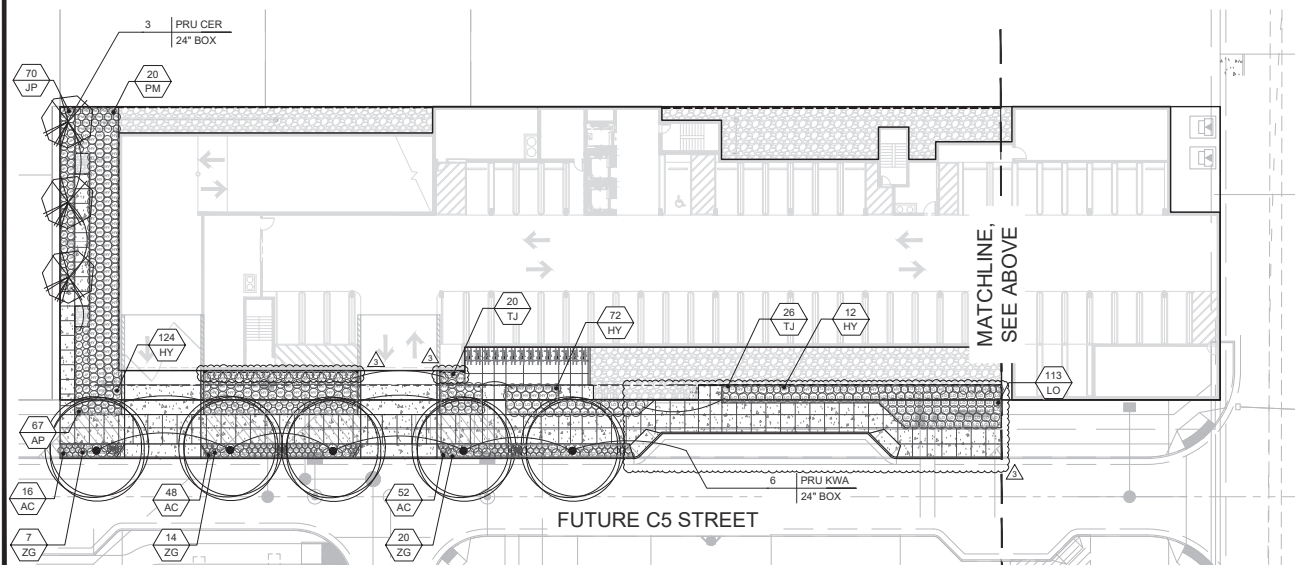 3 PRU CER
24" BOX
70
JP
20
PM
MATCHLINE,
SEE ABOVE
20
TJ
72
HY
26
TJ
12
HY
124
HY
3
3
113
LO
67
AP
16
AC
48
AC
52
AC
6 PRU KWA
24" BOX
3
FUTURE C5 STREET
7
ZG
14
ZG
20
ZG